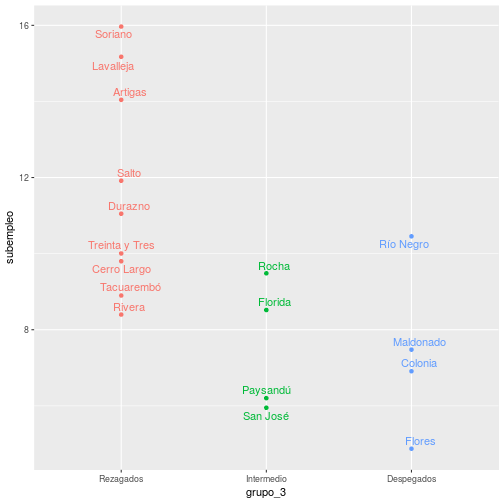 16
Soriano
Lavalleja
Artigas
12
Salto
Durazno
Río Negro
Treinta y Tres
Cerro Largo
Rocha
Tacuarembó
Florida
Rivera
8
Maldonado
Colonia
Paysandú
San José
Flores
subempleo
Rezagados
Intermedio
Despegados
grupo_3